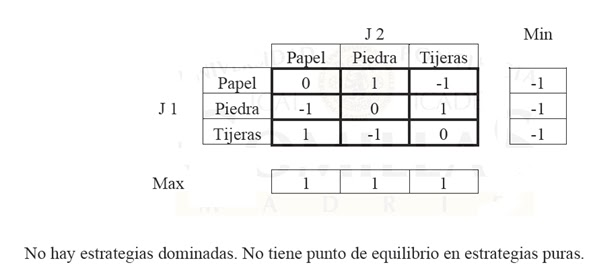 J 2 Min
Papel Piedra Tijeras
Papel 0 1 -1 -1
J 1 Piedra -1 0 1 -1
Tijeras 1 -1 0 -1
Max 1 1 1
No hay estrategias dominadas. No tiene punto de equilibrio en estrategias puras.